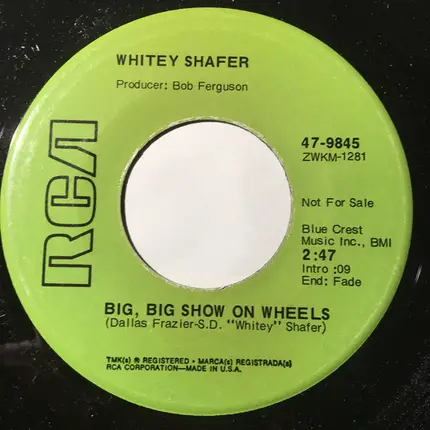 WHITEY SHAFER
Producer: Bob Ferguson
RCA
47-9845
ZWKM-1281
Not For Sale
Blue Crest
Music Inc., BMI
2:47
Intro :09
End: Fade
BIG, BIG SHOW ON WHEELS
(Dallas Frazier-S.D. "Whitey" Shafer)
TMK(s) ® REGISTERED • MARCA(s) REGISTRADA(s)
RCA CORPORATION—MADE IN U.S.A.